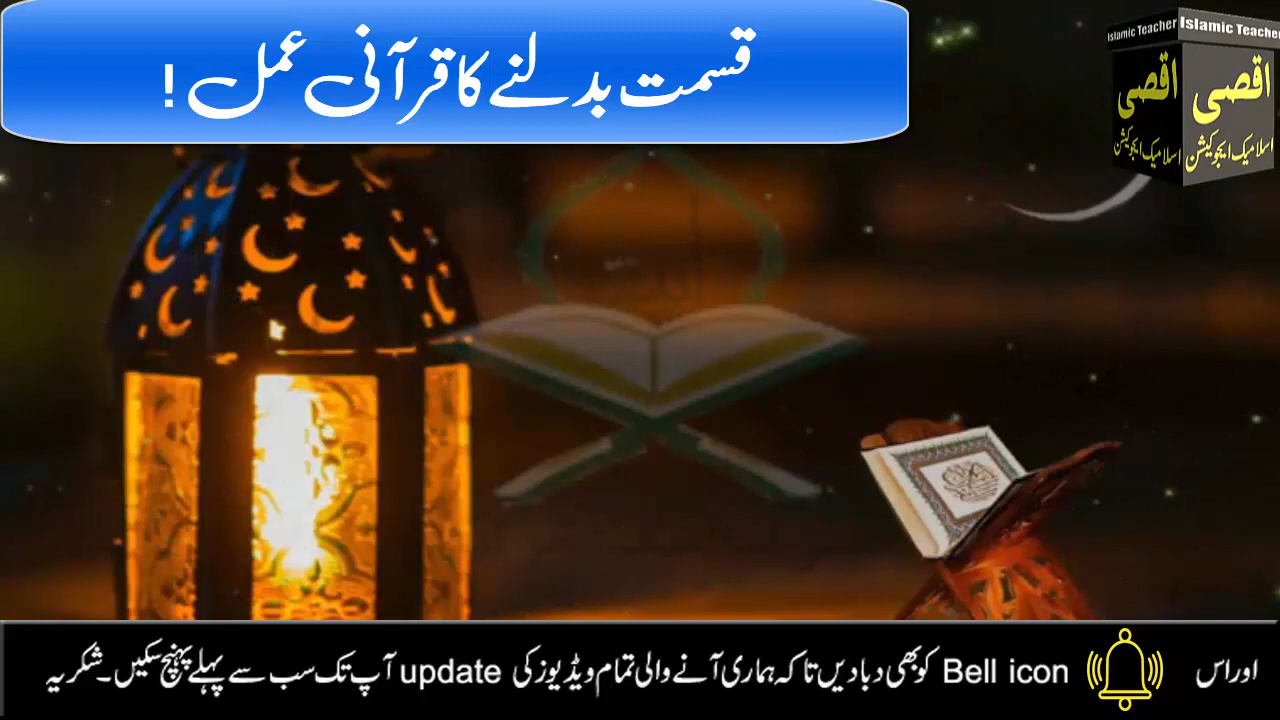 قسمت بدلنے کا قرآنی عمل !
Islamic Teacher Islamic Teacher
اقصی اقصی
اسلامیک ایجوکیشن اسلامیک ایجوکیشن
اور اس Bell icon کو بھی دبا دیں تاکہ ہماری آنے والی تمام ویڈیوز کی update آپ تک سب سے پہلے پہنچ سکیں۔ شکریہ